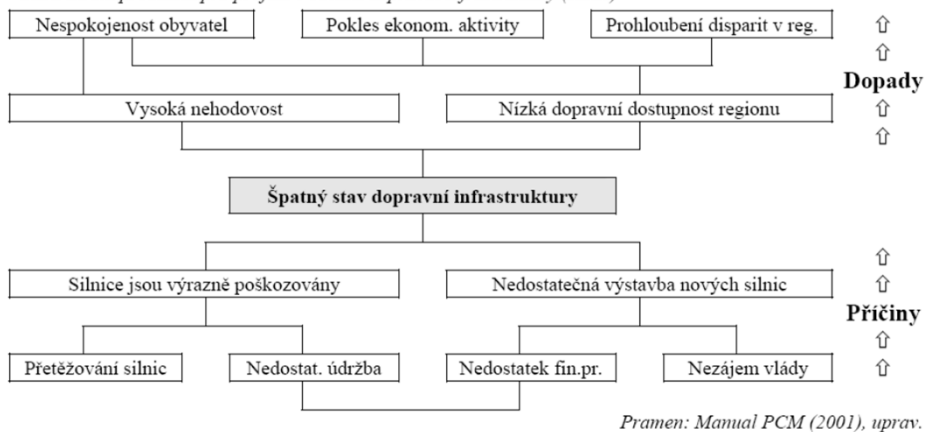 Nespokojenost obyvatel
Pokles ekonom. aktivity
Prohloubení disparit v reg.
Dopady
Vysoká nehodovost
Nízká dopravní dostupnost regionu
Špatný stav dopravní infrastruktury
Silnice jsou výrazně poškozovány
Nedostatečná výstavba nových silnic
Příčiny
Přetěžování silnic
Nedostat. údržba
Nedostatek fin.pr.
Nezájem vlády
Pramen: Manual PCM (2001), uprav.